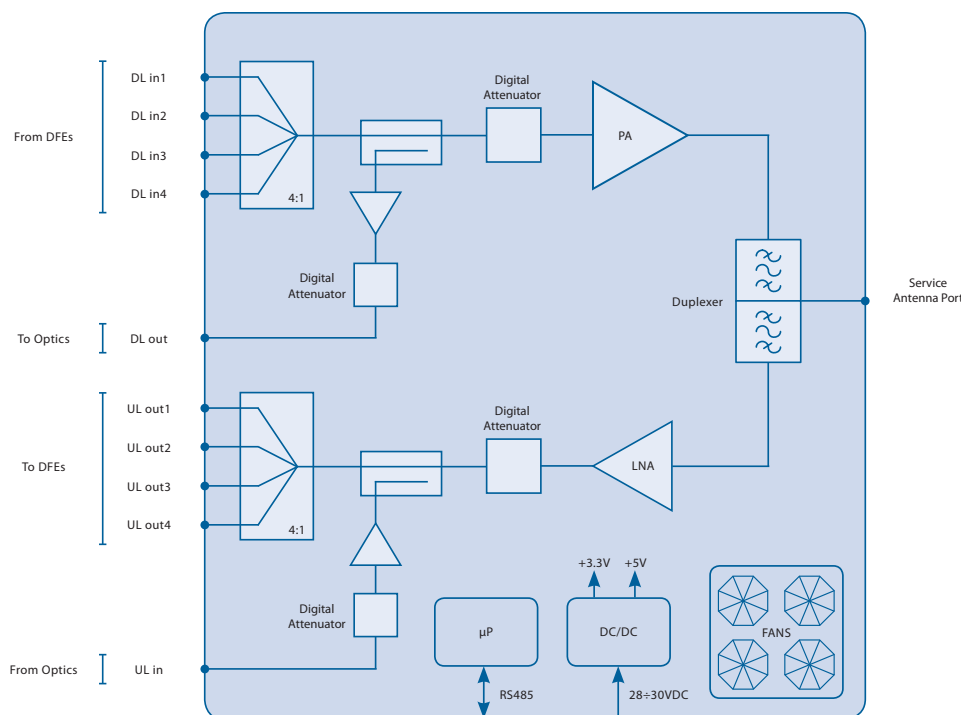 From DFEs
DL in1
DL in2
DL in3
DL in4
4:1
Digital
Attenuator
PA
Digital
Attenuator
Duplexer
Service
Antenna Port
To Optics
DL out
To DFEs
UL out1
UL out2
UL out3
UL out4
4:1
Digital
Attenuator
LNA
Digital
Attenuator
From Optics
UL in
µP
RS485
+3.3V
+5V
DC/DC
28÷30VDC
FANS